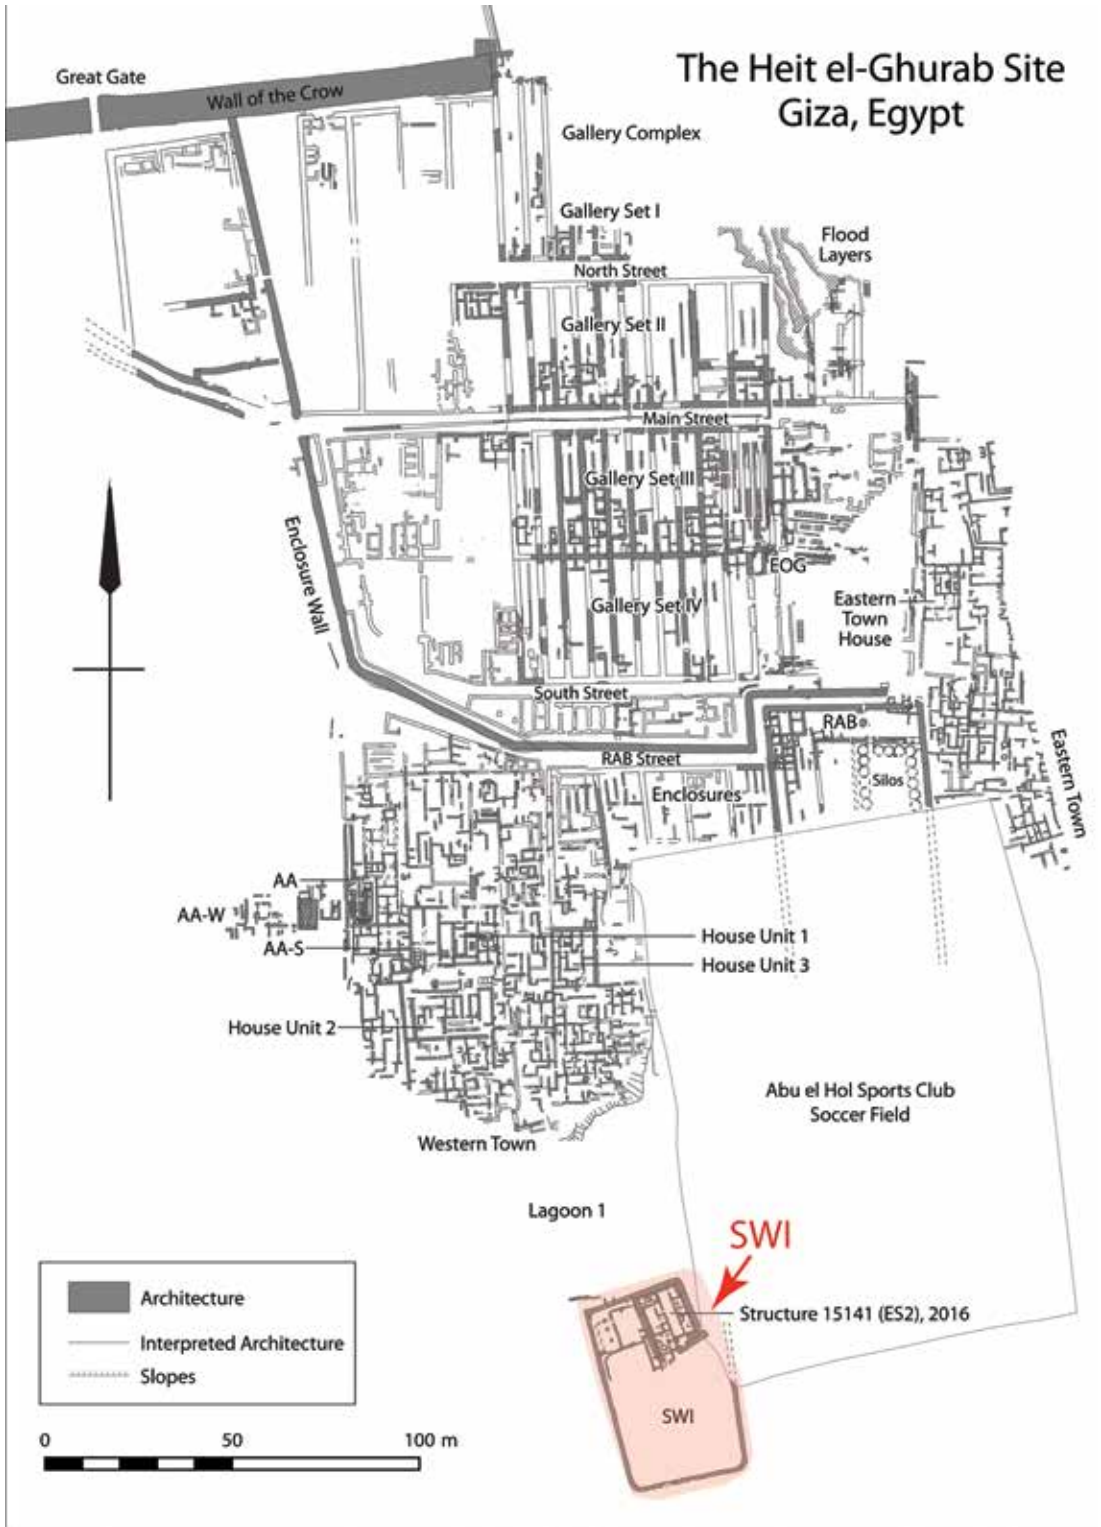 The Heit el-Ghurab Site
Giza, Egypt
Great Gate
Wall of the Crow
Gallery Complex
Gallery Set I
Flood
Layers
North Street
Gallery Set II
Main Street
Gallery Set III
Enclosure Wall
EOG
Gallery Set IV
Eastern
Town
House
South Street
RAB
RAB Street
Silos
Eastern Town
Enclosures
AA
AA-W
AA-S
House Unit 1
House Unit 3
House Unit 2
Abu el Hol Sports Club
Soccer Field
Western Town
Lagoon 1
SWI
Structure 15141 (ES2), 2016
SWI
Architecture
Interpreted Architecture
Slopes
0 50 100 m